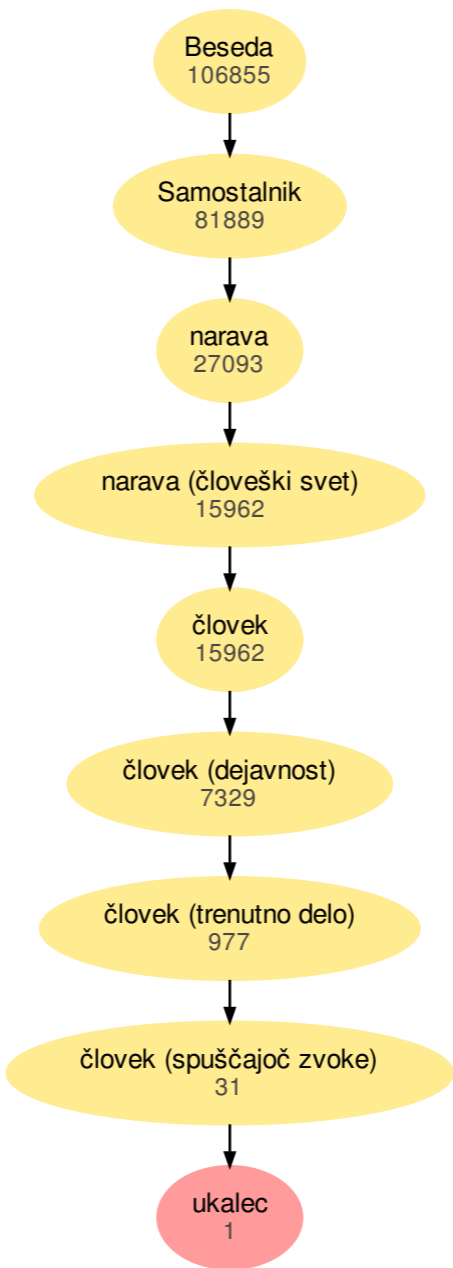 Beseda
106855
Samostalnik
81889
narava
27093
narava (človeški svet)
15962
človek
15962
človek (dejavnost)
7329
človek (trenutno delo)
977
človek (spuščajoč zvoke)
31
ukalec
1